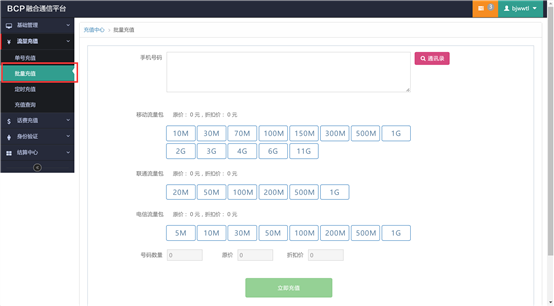 BCP 融合通信平台
3
bjwwtl
基础管理
流量充值
单号充值
批量充值
定时充值
充值查询
话费充值
身份验证
结算中心
充值中心 › 批量充值
手机号码
通讯录
移动流量包 原价：0 元，折扣价：0 元
10M 30M 70M 100M 150M 300M 500M 1G
2G 3G 4G 6G 11G
联通流量包 原价：0 元，折扣价：0 元
20M 50M 100M 200M 500M 1G
电信流量包 原价：0 元，折扣价：0 元
5M 10M 30M 50M 100M 200M 500M 1G
号码数量 0 原价 0 折扣价 0
立即充值